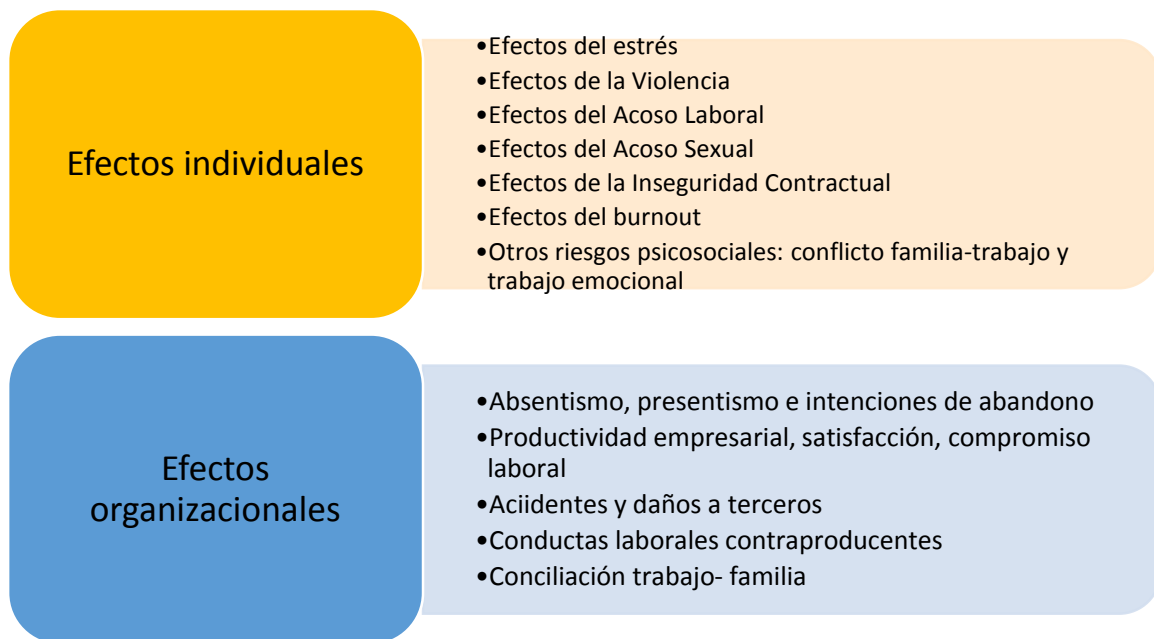 Efectos individuales
•Efectos del estrés
•Efectos de la Violencia
•Efectos del Acoso Laboral
•Efectos del Acoso Sexual
•Efectos de la Inseguridad Contractual
•Efectos del burnout
•Otros riesgos psicosociales: conflicto familia-trabajo y
trabajo emocional
Efectos
organizacionales
•Absentismo, presentismo e intenciones de abandono
•Productividad empresarial, satisfacción, compromiso
laboral
•Aciidentes y daños a terceros
•Conductas laborales contraproducentes
•Conciliación trabajo- familia